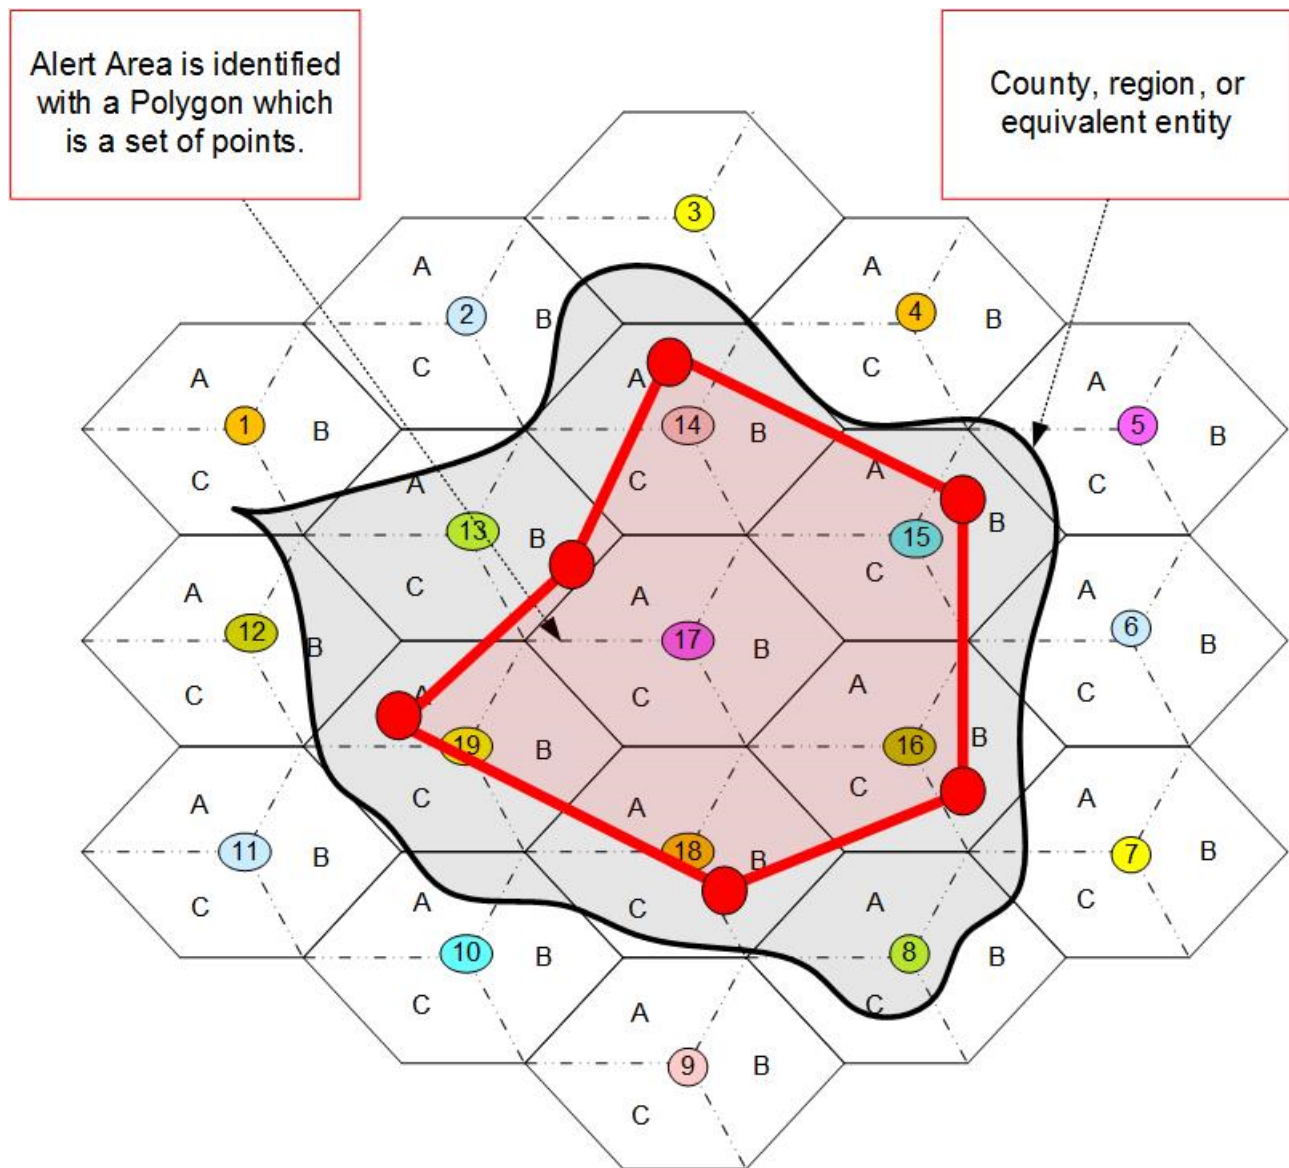 Alert Area is identified
with a Polygon which
is a set of points.
County, region, or
equivalent entity
3
A
2
B
C
A
4
B
C
A
1
B
C
A
14
B
C
A
5
B
C
A
13
B
C
A
15
B
C
A
12
B
C
A
17
B
C
6
B
C
A
19
B
C
A
16
B
C
A
11
B
C
A
18
B
C
A
7
B
C
A
10
B
C
A
8
B
C
A
9
B
C